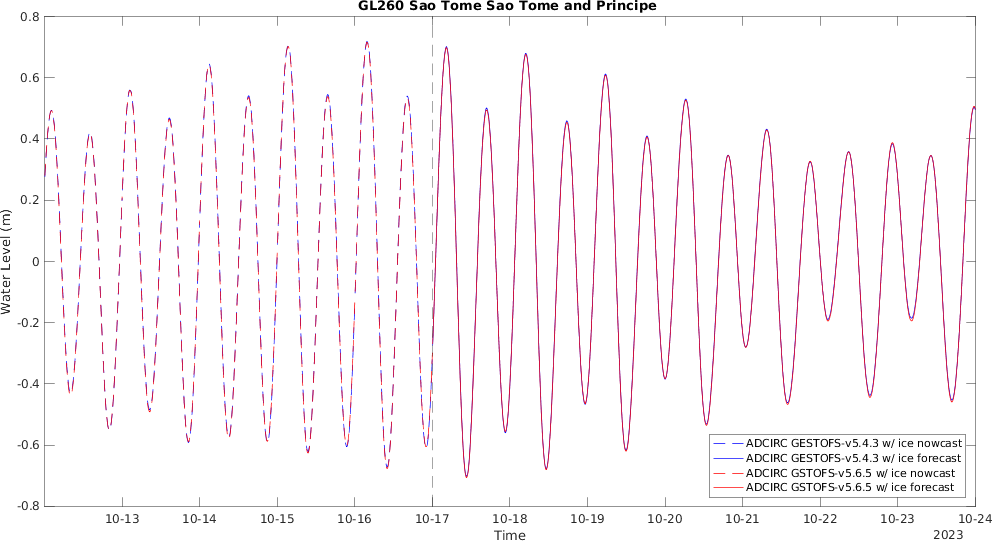 GL260 Sao Tome Sao Tome and Principe
0.8
0.6
0.4
0.2
0
-0.2
-0.4
-0.6
-0.8
Water Level (m)
ADCIRC GESTOFS-v5.4.3 w/ ice nowcast
ADCIRC GESTOFS-v5.4.3 w/ ice forecast
ADCIRC GSTOFS-v5.6.5 w/ ice nowcast
ADCIRC GSTOFS-v5.6.5 w/ ice forecast
10-13 10-14 10-15 10-16 10-17 10-18 10-19 10-20 10-21 10-22 10-23 10-24
Time
2023